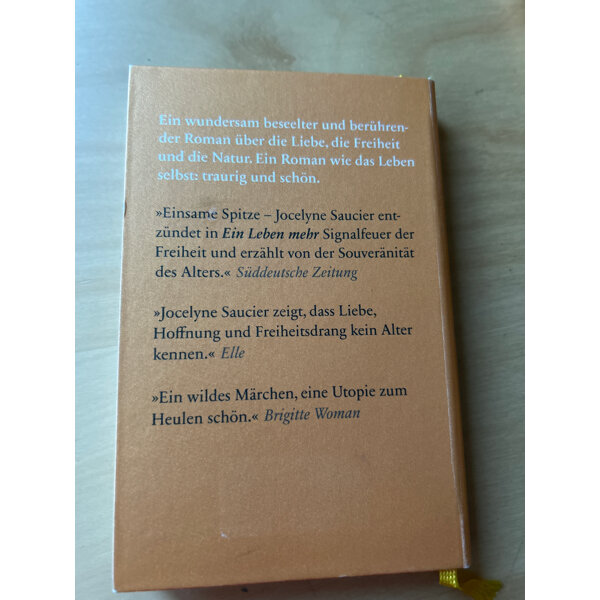 Ein wundersam beseelter und berühren-
der Roman über die Liebe, die Freiheit
und die Natur. Ein Roman wie das Leben
selbst: traurig und schön.
»Einsame Spitze – Jocelyne Saucier ent-
zündet in Ein Leben mehr Signalfeuer der
Freiheit und erzählt von der Souveränität
des Alters.« Süddeutsche Zeitung
»Jocelyne Saucier zeigt, dass Liebe,
Hoffnung und Freiheitsdrang kein Alter
kennen.« Elle
»Ein wildes Märchen, eine Utopie zum
Heulen schön.« Brigitte Woman